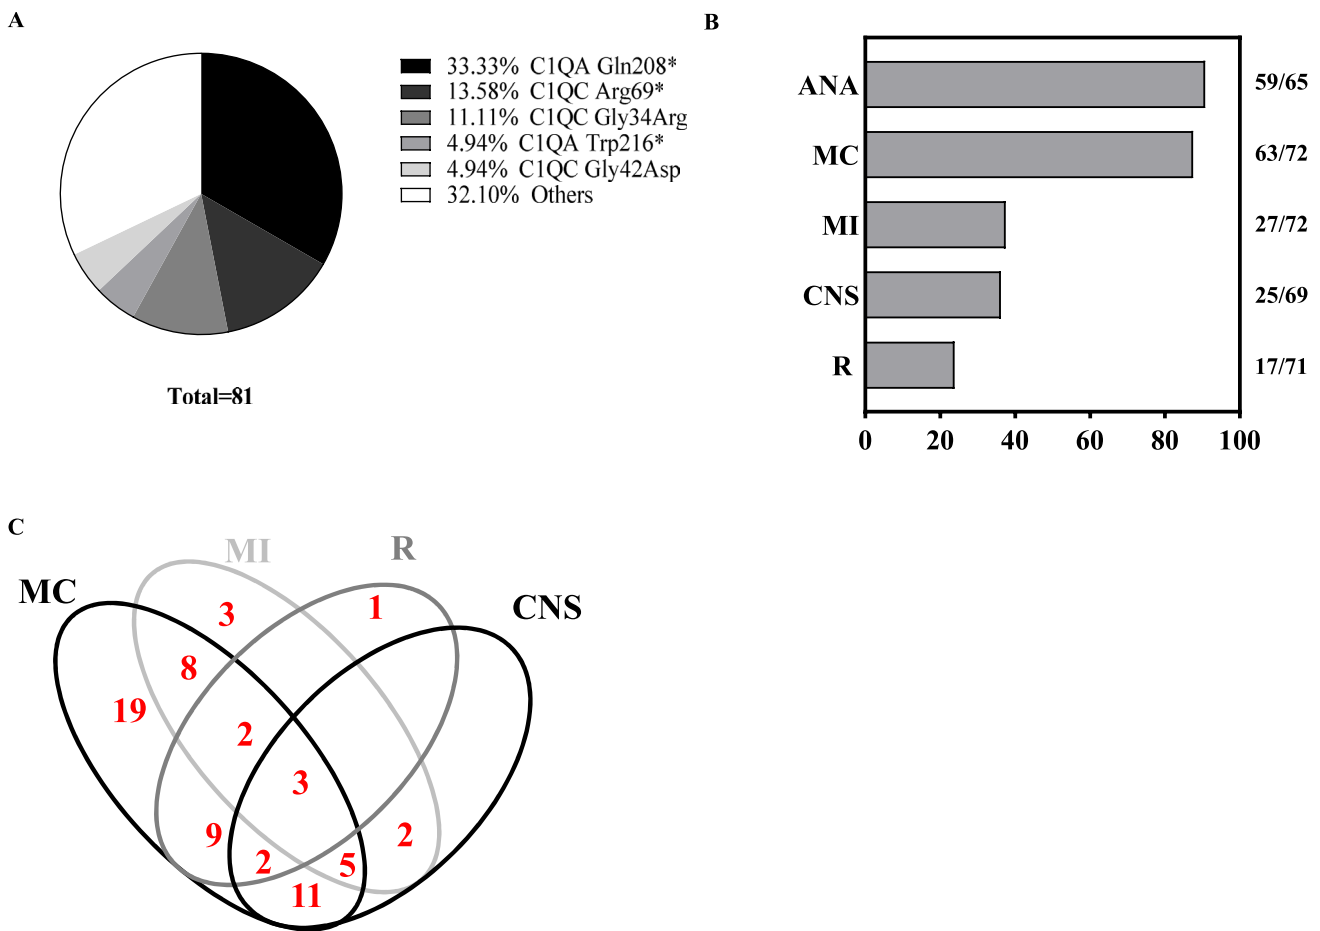 A
33.33% C1QA Gln208*
13.58% C1QC Arg69*
11.11% C1QC Gly34Arg
4.94% C1QA Trp216*
4.94% C1QC Gly42Asp
32.10% Others
Total=81
B
ANA 59/65
MC 63/72
MI 27/72
CNS 25/69
R 17/71
0 20 40 60 80 100
C
MI
R
MC
CNS
3
1
8
19
2
3
9
2
2
5
11